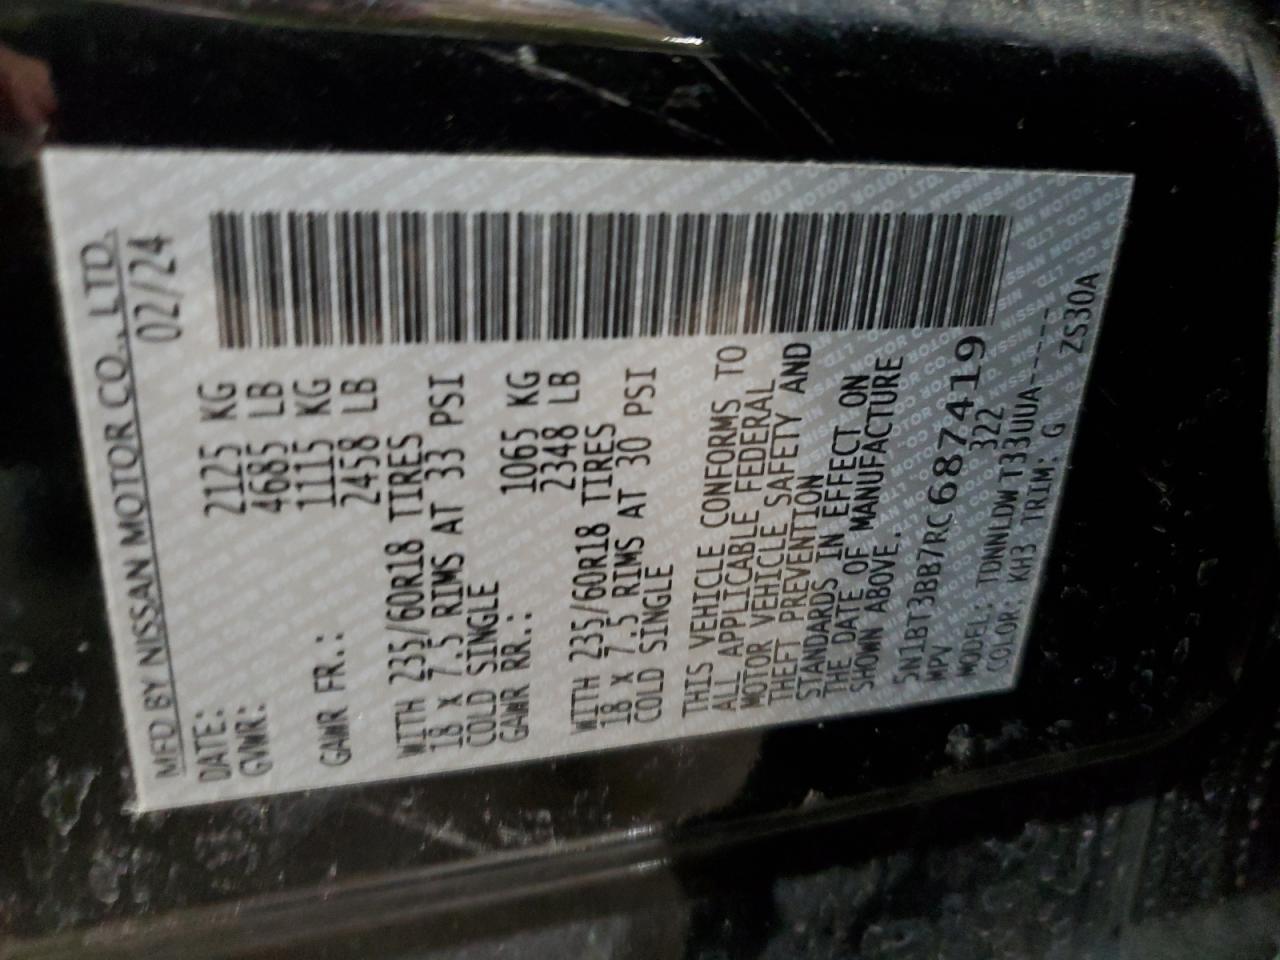 MFD BY NISSAN MOTOR CO., LTD.
DATE: 02/24
GVWR: 2125 KG
4685 LB
GAWR FR.: 1115 KG
2458 LB
WITH 235/60R18 TIRES
18 x 7.5 RIMS AT 33 PSI
COLD SINGLE
GAWR RR.: 1065 KG
2348 LB
WITH 235/60R18 TIRES
18 x 7.5 RIMS AT 30 PSI
COLD SINGLE
THIS VEHICLE CONFORMS TO
ALL APPLICABLE FEDERAL
MOTOR VEHICLE SAFETY AND
THEFT PREVENTION
STANDARDS IN EFFECT ON
THE DATE OF MANUFACTURE
SHOWN ABOVE.
5N1BT3BB7RC687419
MPV 322
MODEL: TDNNLDWT33UUA-----
COLOR: KH3 TRIM: G ZS30A